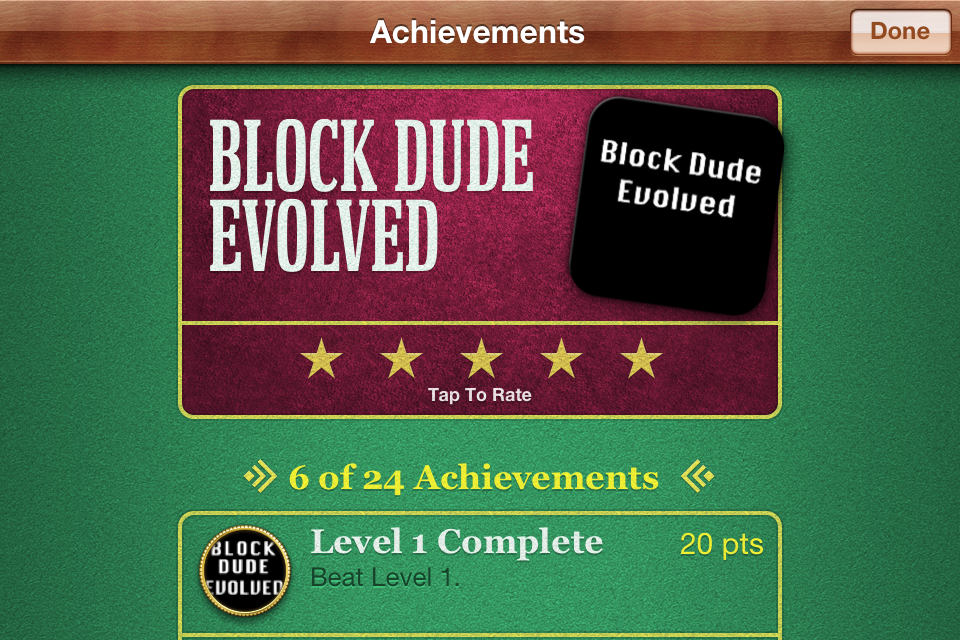 Achievements
Done
BLOCK DUDE
EVOLVED
Block Dude
Evolved
Tap To Rate
6 of 24 Achievements
BLOCK
DUDE
EVOLVED
Level 1 Complete
20 pts
Beat Level 1.